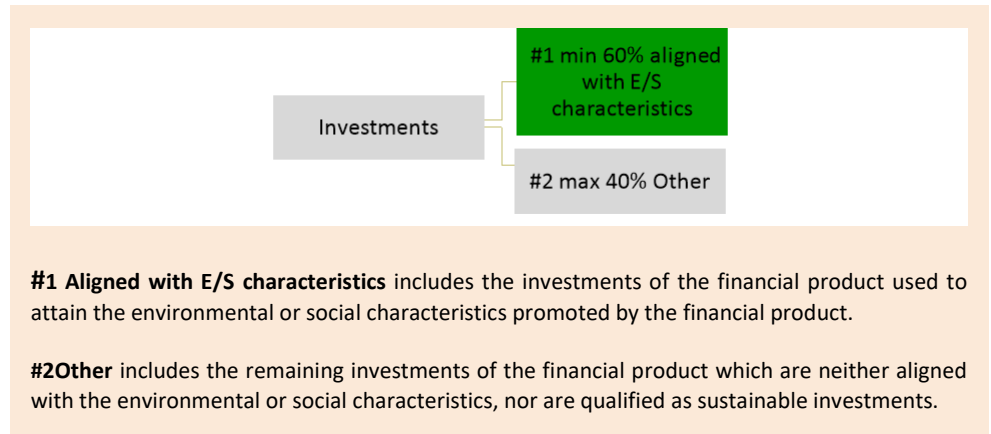 #1 min 60% aligned
with E/S
characteristics
Investments
#2 max 40% Other
#1 Aligned with E/S characteristics includes the investments of the financial product used to
attain the environmental or social characteristics promoted by the financial product.
#2Other includes the remaining investments of the financial product which are neither aligned
with the environmental or social characteristics, nor are qualified as sustainable investments.